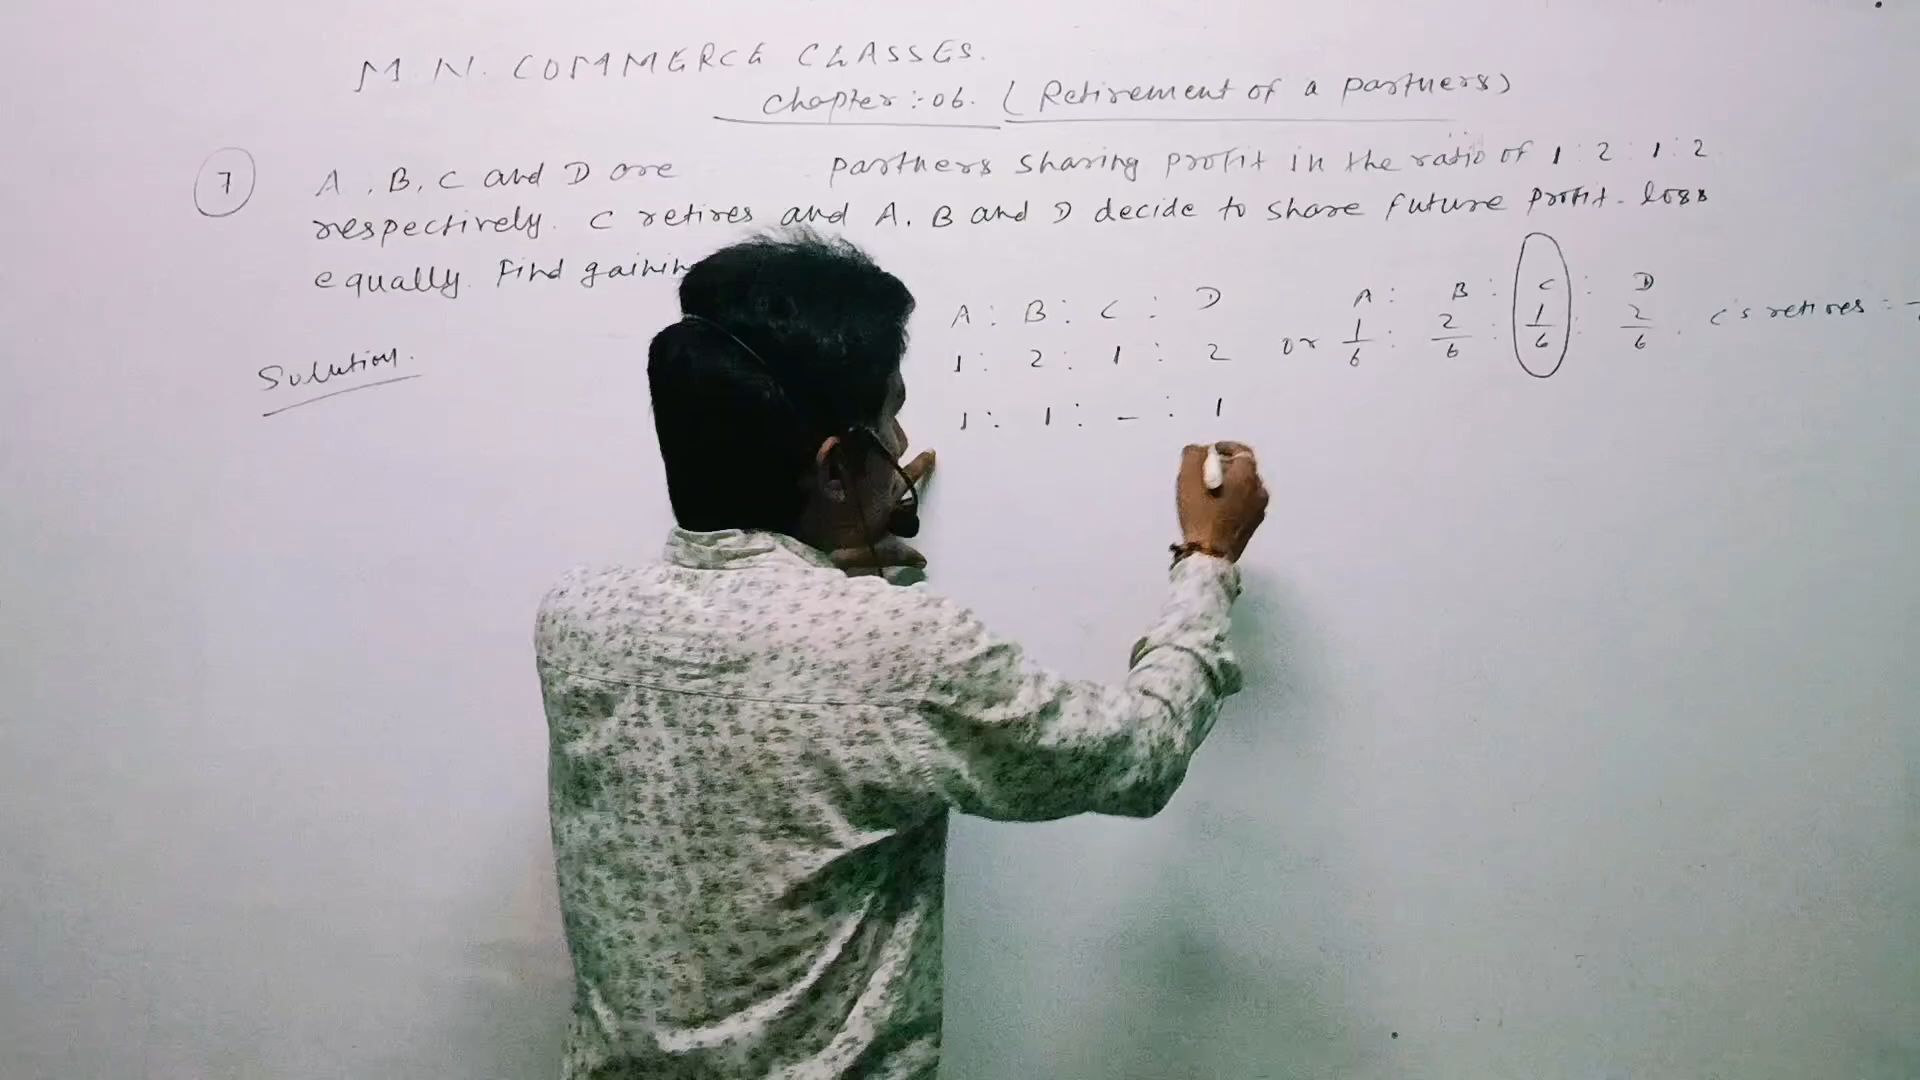 M. N. COMMERCE CLASSES.
Chapter :- 06. (Retirement of a partners)
7 A, B, C and D are partners sharing profit in the ratio of 1 : 2 : 1 : 2
respectively. C retires and A, B and D decide to share future profit - loss
equally. Find
Solution.
A : B : C : D
1 : 2 : 1 : 2
1 : 1 : - : 1
or
A : B : C : D
1/6 : 2/6 : 1/6 : 2/6 . C's retires :-